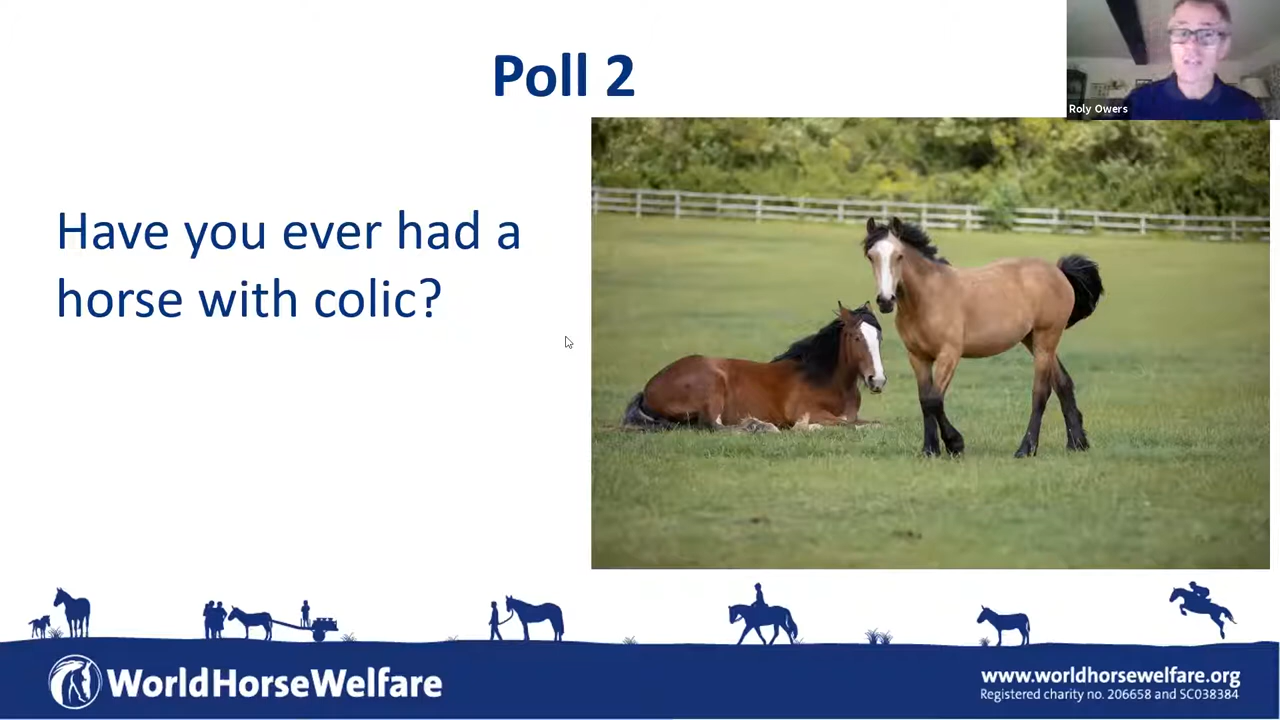 Poll 2
Roly Owers
Have you ever had a
horse with colic?
WorldHorseWelfare
www.worldhorsewelfare.org
Registered charity no. 206658 and SC038384